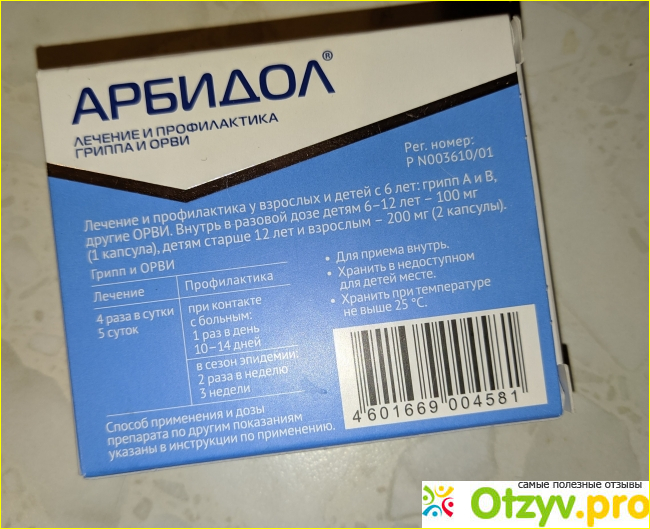 АРБИДОЛ®
ЛЕЧЕНИЕ И ПРОФИЛАКТИКА
ГРИППА И ОРВИ
Рег. номер:
Р N003610/01
Лечение и профилактика у взрослых и детей с 6 лет: грипп А и В,
другие ОРВИ. Внутрь в разовой дозе детям 6–12 лет – 100 мг
(1 капсула), детям старше 12 лет и взрослым – 200 мг (2 капсулы).
Грипп и ОРВИ
Лечение
4 раза в сутки
5 суток
Профилактика
при контакте
с больным:
1 раз в день
10–14 дней
в сезон эпидемии:
2 раза в неделю
3 недели
• Для приема внутрь.
• Хранить в недоступном
для детей месте.
• Хранить при температуре
не выше 25 °С.
Способ применения и дозы
препарата по другим показаниям
указаны в инструкции по применению.
4 601669 004581
самые полезные отзывы
Otzyv.pro